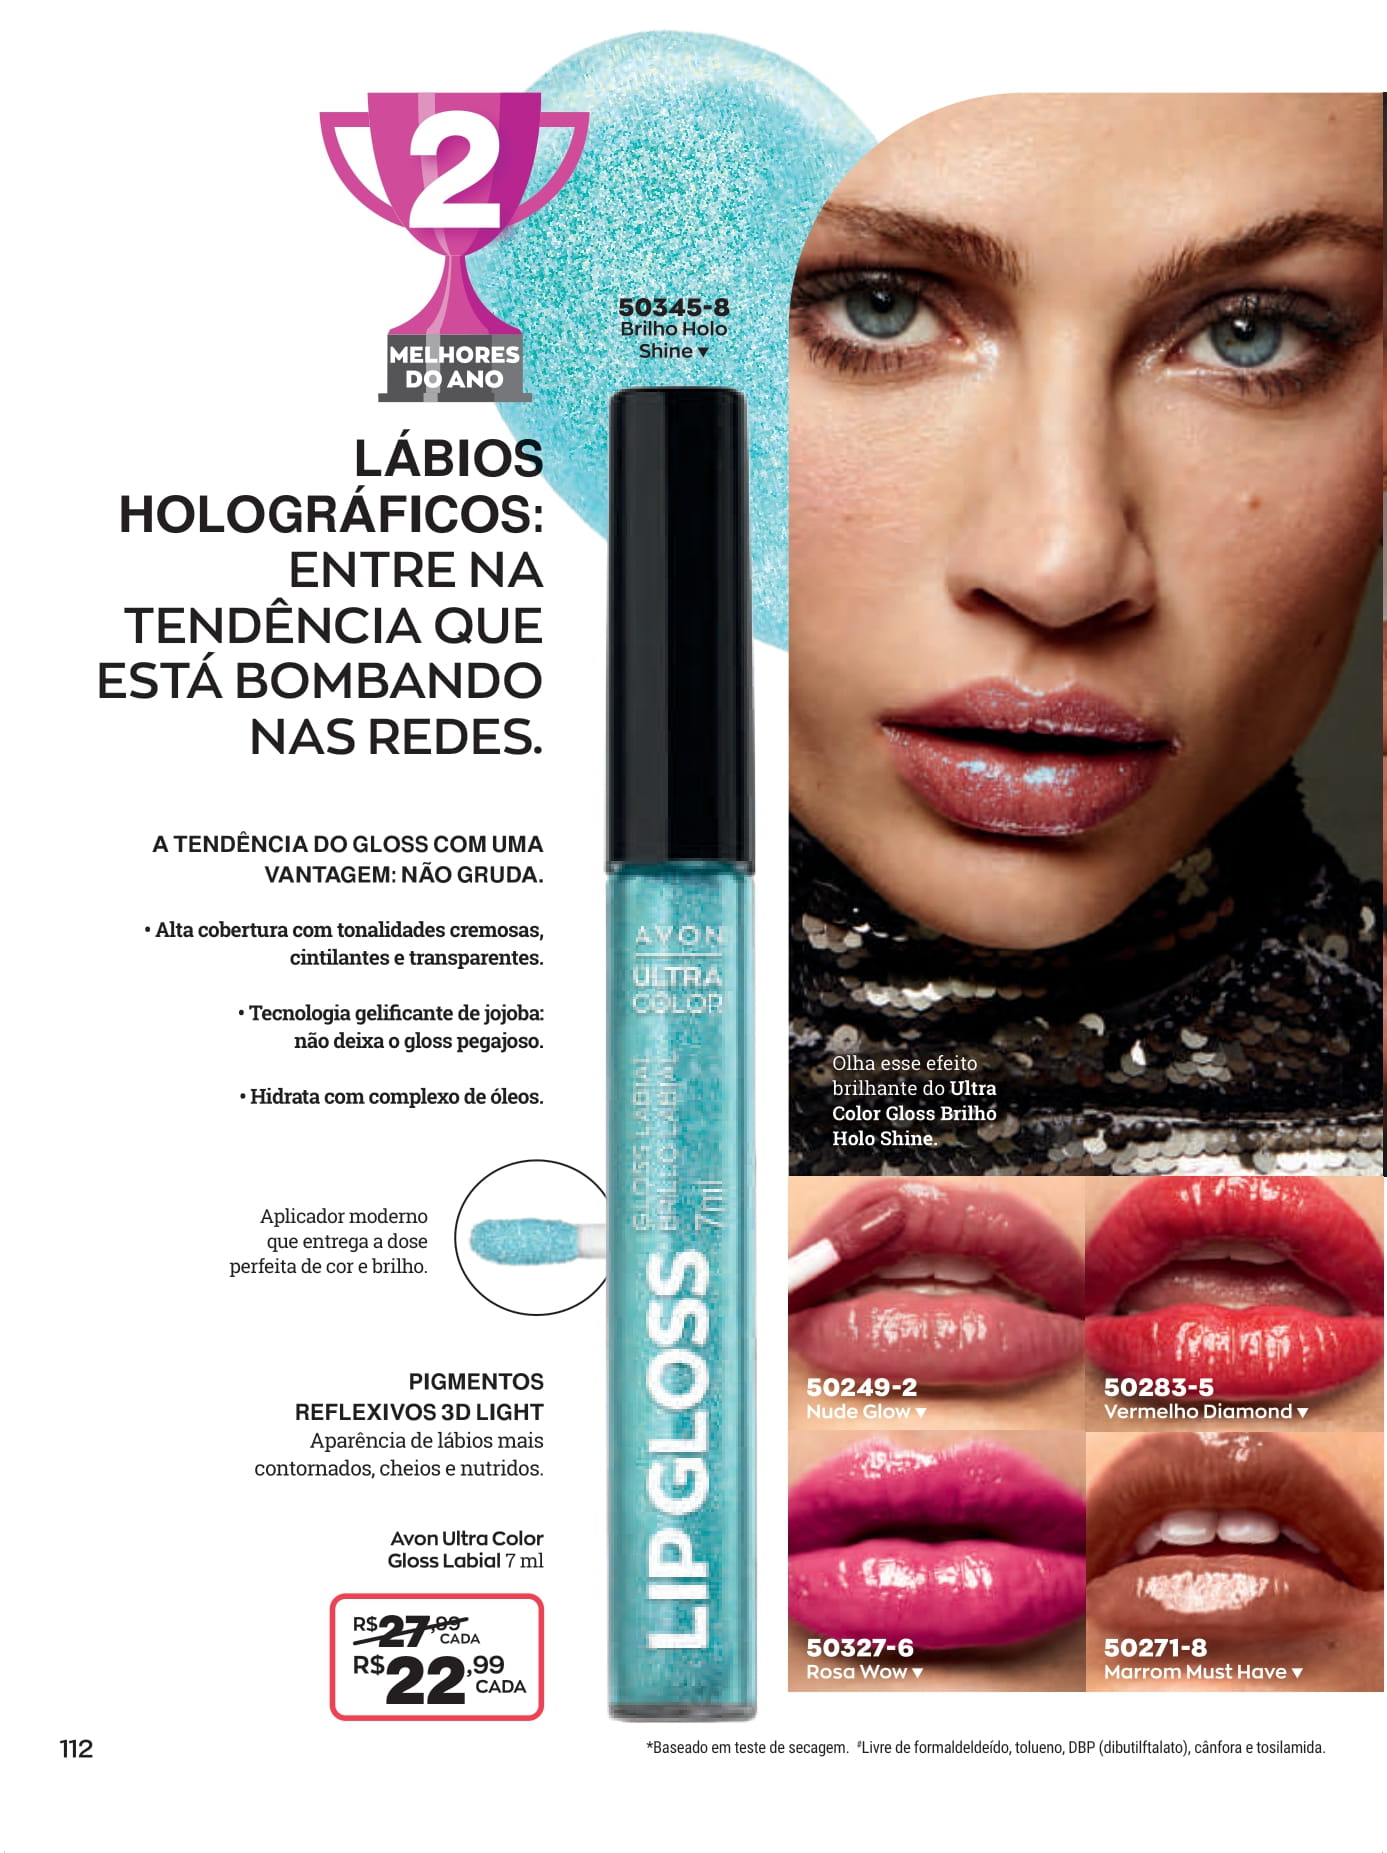 2
MELHORES
DO ANO
50345-8
Brilho Holo
Shine ▼
LÁBIOS
HOLOGRÁFICOS:
ENTRE NA
TENDÊNCIA QUE
ESTÁ BOMBANDO
NAS REDES.
A TENDÊNCIA DO GLOSS COM UMA
VANTAGEM: NÃO GRUDA.
• Alta cobertura com tonalidades cremosas,
cintilantes e transparentes.
• Tecnologia gelificante de jojoba:
não deixa o gloss pegajoso.
• Hidrata com complexo de óleos.
Aplicador moderno
que entrega a dose
perfeita de cor e brilho.
PIGMENTOS
REFLEXIVOS 3D LIGHT
Aparência de lábios mais
contornados, cheios e nutridos.
Avon Ultra Color
Gloss Labial 7 ml
R$27,99
CADA
R$22,99
CADA
AVON
ULTRA
COLOR
GLOSS LABIAL
BRILLO LABIAL
7ml
LIP GLOSS
Olha esse efeito
brilhante do Ultra
Color Gloss Brilho
Holo Shine.
50249-2
Nude Glow ▼
50283-5
Vermelho Diamond ▼
50327-6
Rosa Wow ▼
50271-8
Marrom Must Have ▼
112
*Baseado em teste de secagem. #Livre de formaldeldeído, tolueno, DBP (dibutilftalato), cânfora e tosilamida.